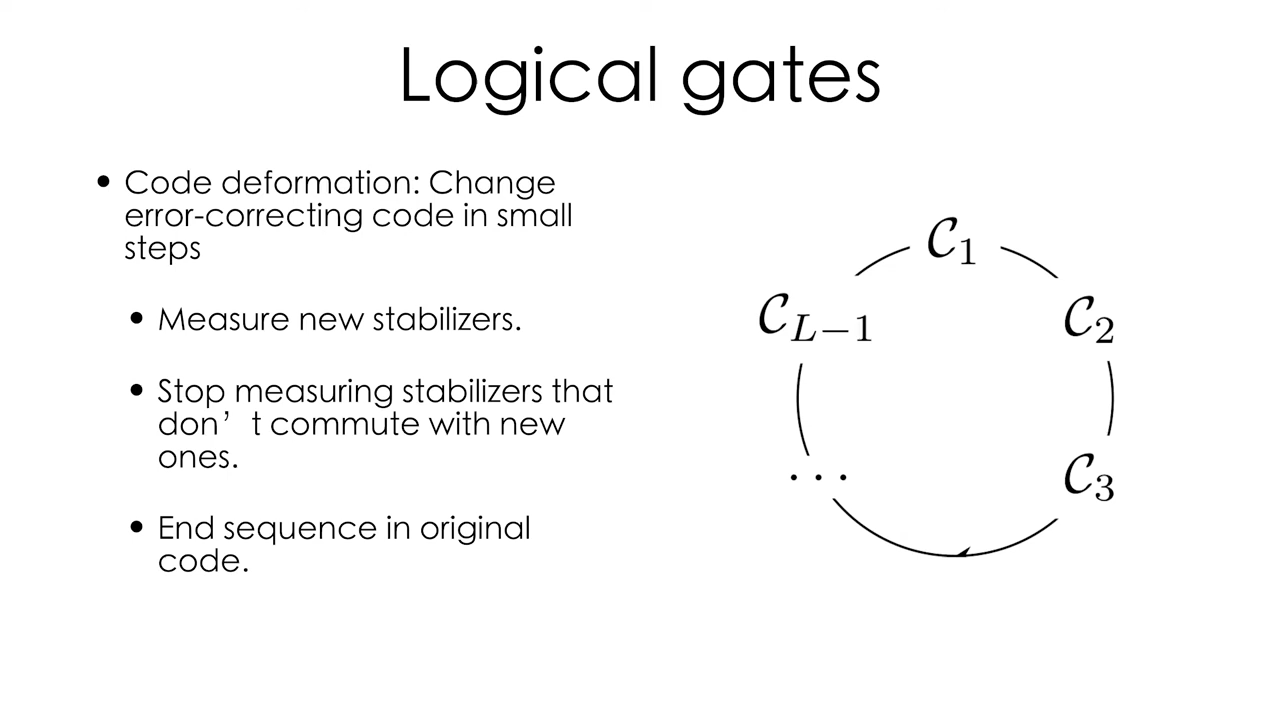 Logical gates
• Code deformation: Change
error-correcting code in small
steps
• Measure new stabilizers.
• Stop measuring stabilizers that
don’ t commute with new
ones.
• End sequence in original
code.
𝒞₁
𝒞₂
𝒞₃
· · ·
𝒞_{L−1}